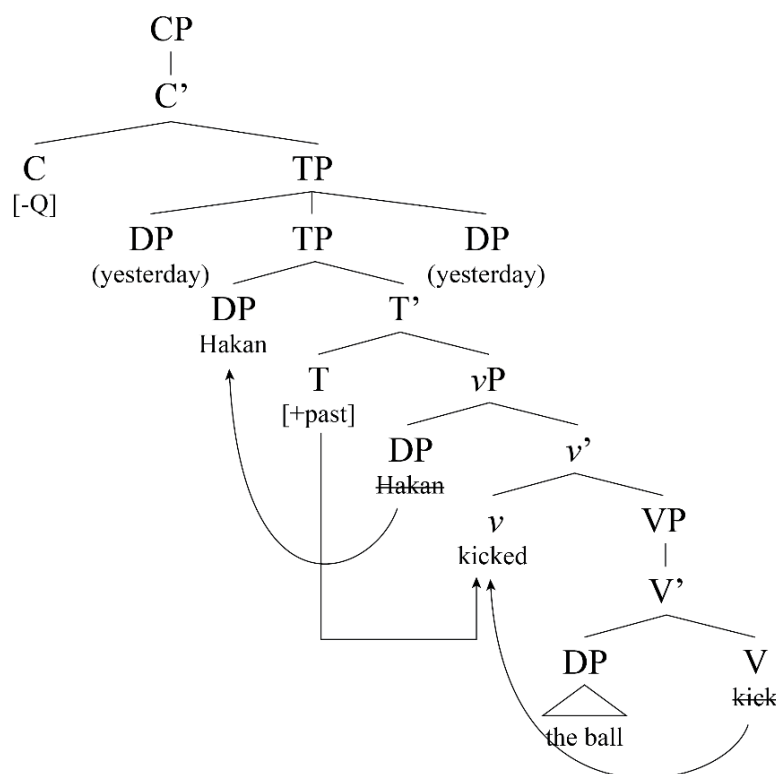 CP
C’
C TP
[-Q]
DP TP DP
(yesterday) (yesterday)
DP T’
Hakan
T vP
[+past]
DP v’
Hakan
v VP
kicked
V’
DP V
kick
the ball